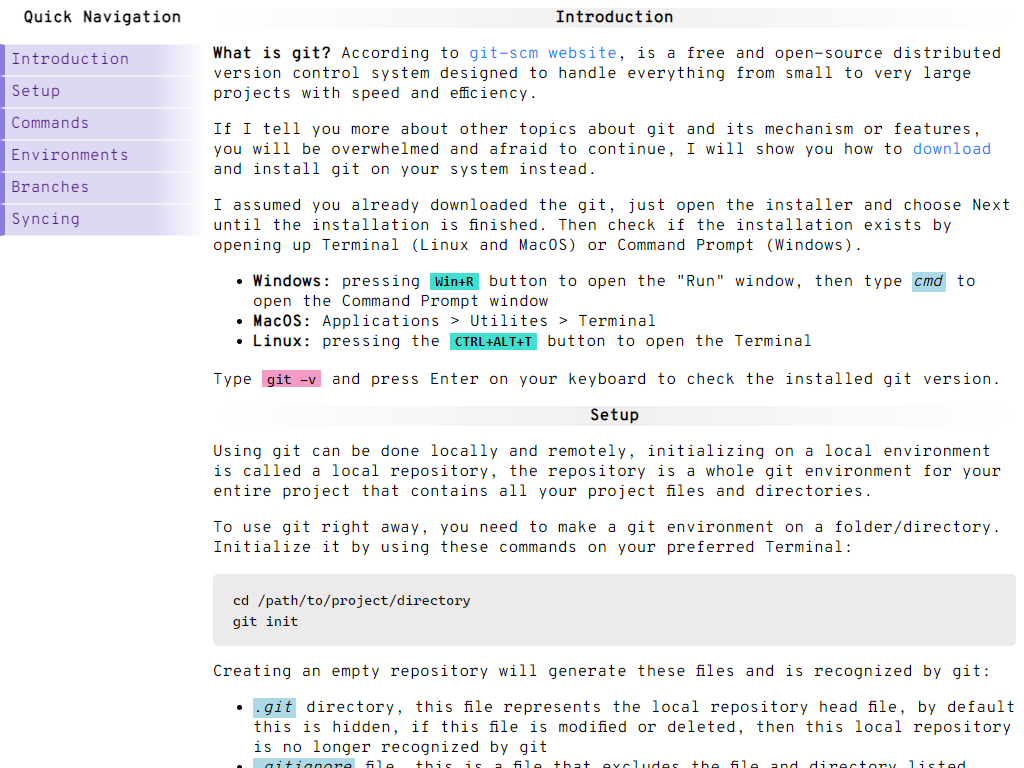 Quick Navigation
Introduction
Setup
Commands
Environments
Branches
Syncing
Introduction
What is git? According to git-scm website, is a free and open-source distributed
version control system designed to handle everything from small to very large
projects with speed and efficiency.
If I tell you more about other topics about git and its mechanism or features,
you will be overwhelmed and afraid to continue, I will show you how to download
and install git on your system instead.
I assumed you already downloaded the git, just open the installer and choose Next
until the installation is finished. Then check if the installation exists by
opening up Terminal (Linux and MacOS) or Command Prompt (Windows).
• Windows: pressing Win+R button to open the "Run" window, then type cmd to
open the Command Prompt window
• MacOS: Applications > Utilites > Terminal
• Linux: pressing the CTRL+ALT+T button to open the Terminal
Type git -v and press Enter on your keyboard to check the installed git version.
Setup
Using git can be done locally and remotely, initializing on a local environment
is called a local repository, the repository is a whole git environment for your
entire project that contains all your project files and directories.
To use git right away, you need to make a git environment on a folder/directory.
Initialize it by using these commands on your preferred Terminal:
cd /path/to/project/directory
git init
Creating an empty repository will generate these files and is recognized by git:
• .git directory, this file represents the local repository head file, by default
this is hidden, if this file is modified or deleted, then this local repository
is no longer recognized by git
• .gitignore file, this is a file that excludes the file and directory listed